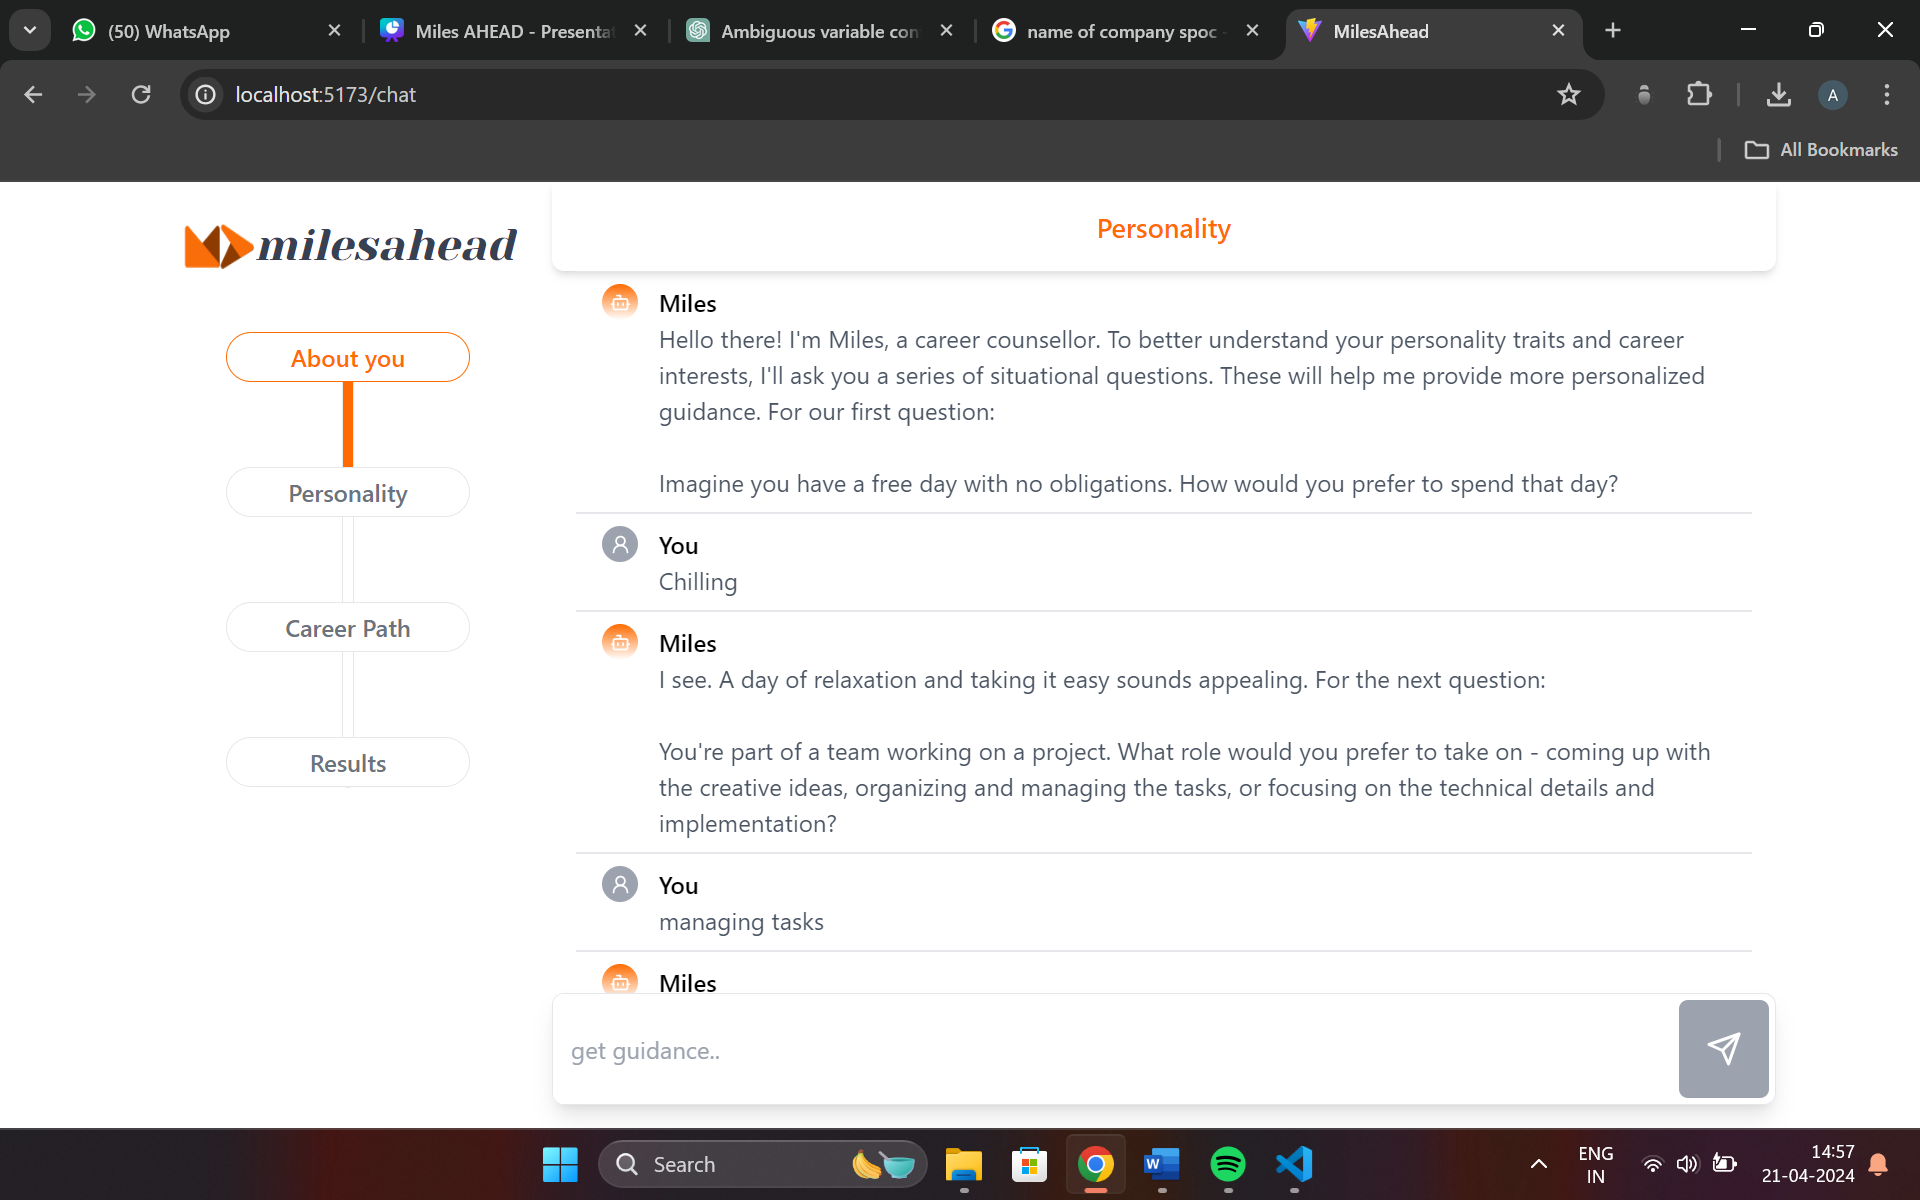 (50) WhatsApp
Miles AHEAD - Presenta
Ambiguous variable con
name of company spoc -
MilesAhead
localhost:5173/chat
A
All Bookmarks
milesahead
About you
Personality
Career Path
Results
Personality
Miles
Hello there! I'm Miles, a career counsellor. To better understand your personality traits and career
interests, I'll ask you a series of situational questions. These will help me provide more personalized
guidance. For our first question:
Imagine you have a free day with no obligations. How would you prefer to spend that day?
You
Chilling
Miles
I see. A day of relaxation and taking it easy sounds appealing. For the next question:
You're part of a team working on a project. What role would you prefer to take on - coming up with
the creative ideas, organizing and managing the tasks, or focusing on the technical details and
implementation?
You
managing tasks
Miles
get guidance..
Search
W
ENG
IN
14:57
21-04-2024